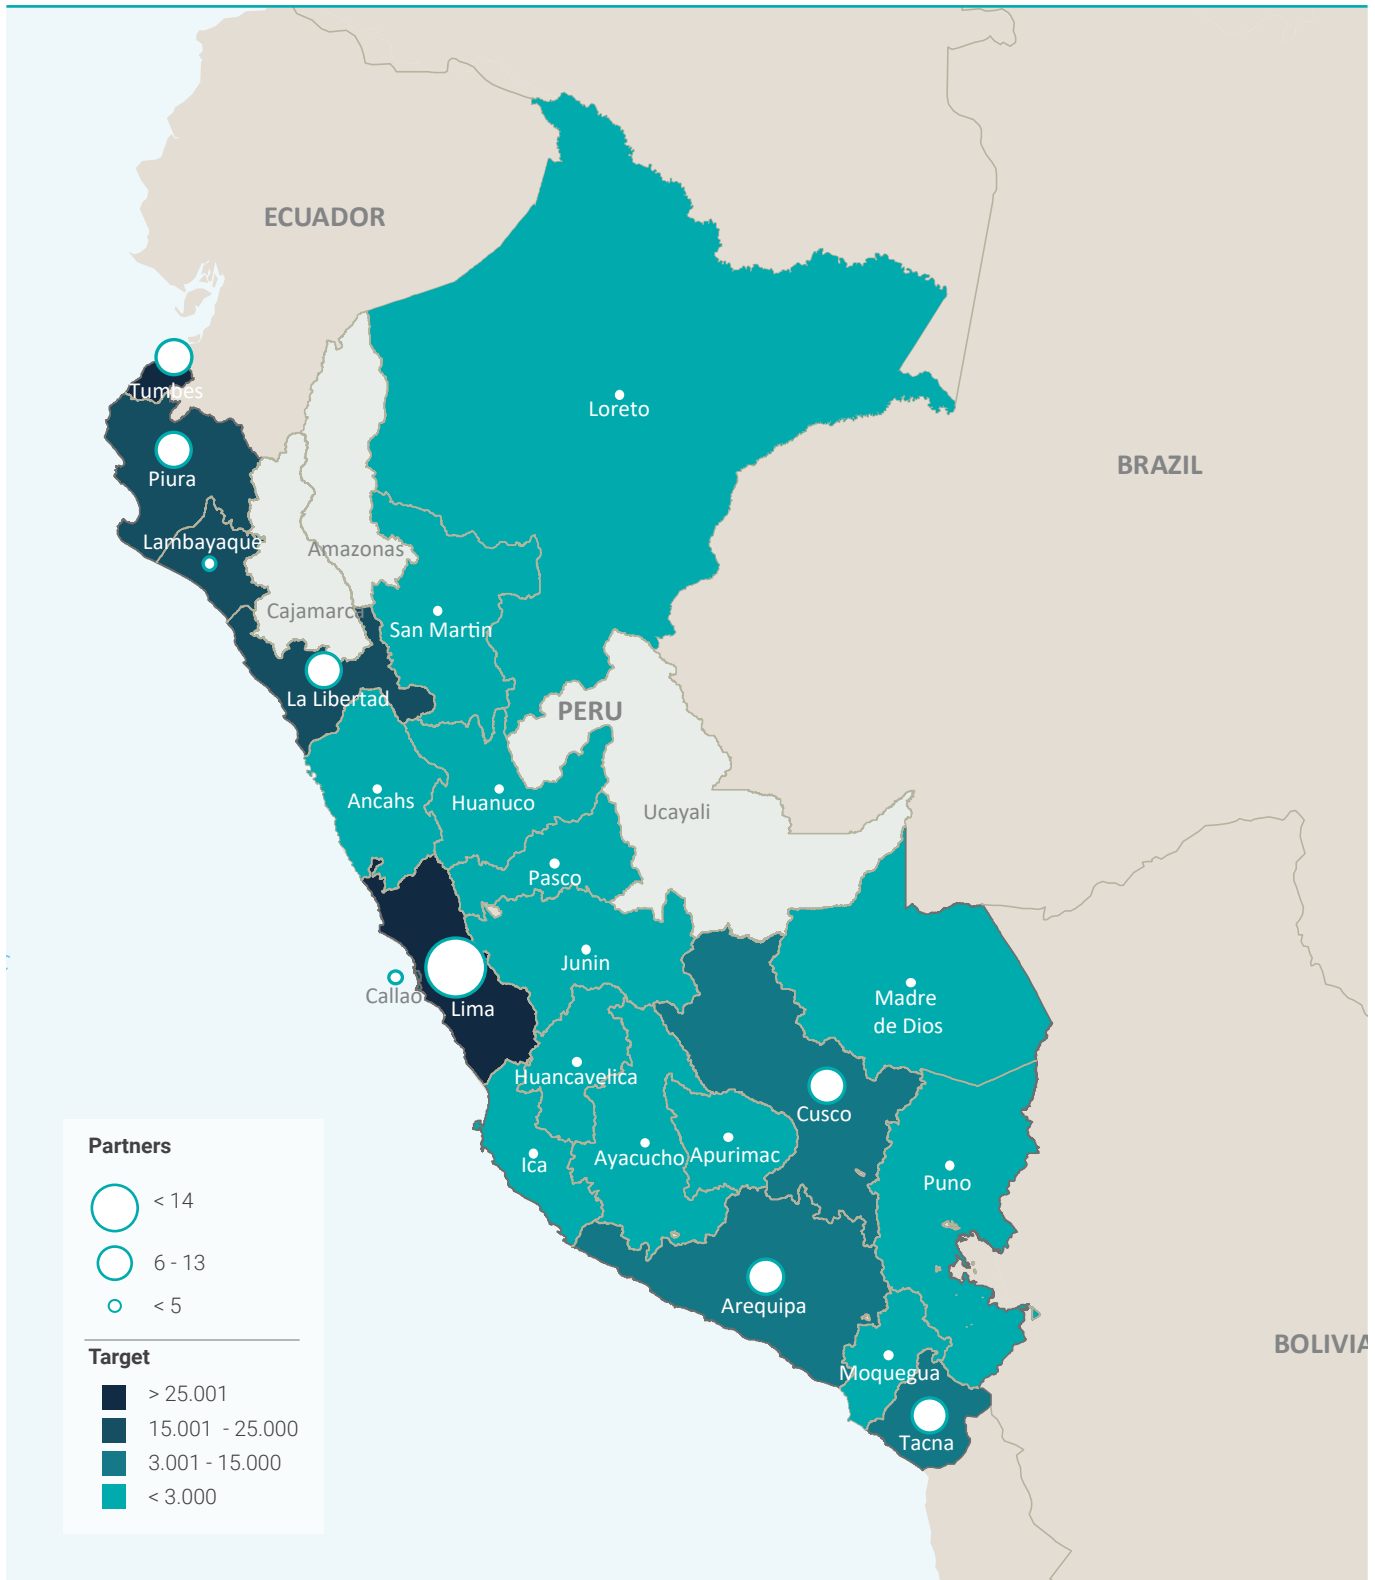 ECUADOR
Tumbes
Loreto
BRAZIL
Piura
Lambayaque
Amazonas
Cajamarca
San Martin
La Libertad
PERU
Ancahs
Huanuco
Ucayali
Pasco
Junin
Callao
Lima
Madre
de Dios
Huancavelica
Cusco
Ica
Ayacucho
Apurimac
Puno
Arequipa
Moquegua
BOLIVIA
Tacna
Partners
< 14
6 - 13
< 5
Target
> 25.001
15.001 - 25.000
3.001 - 15.000
< 3.000